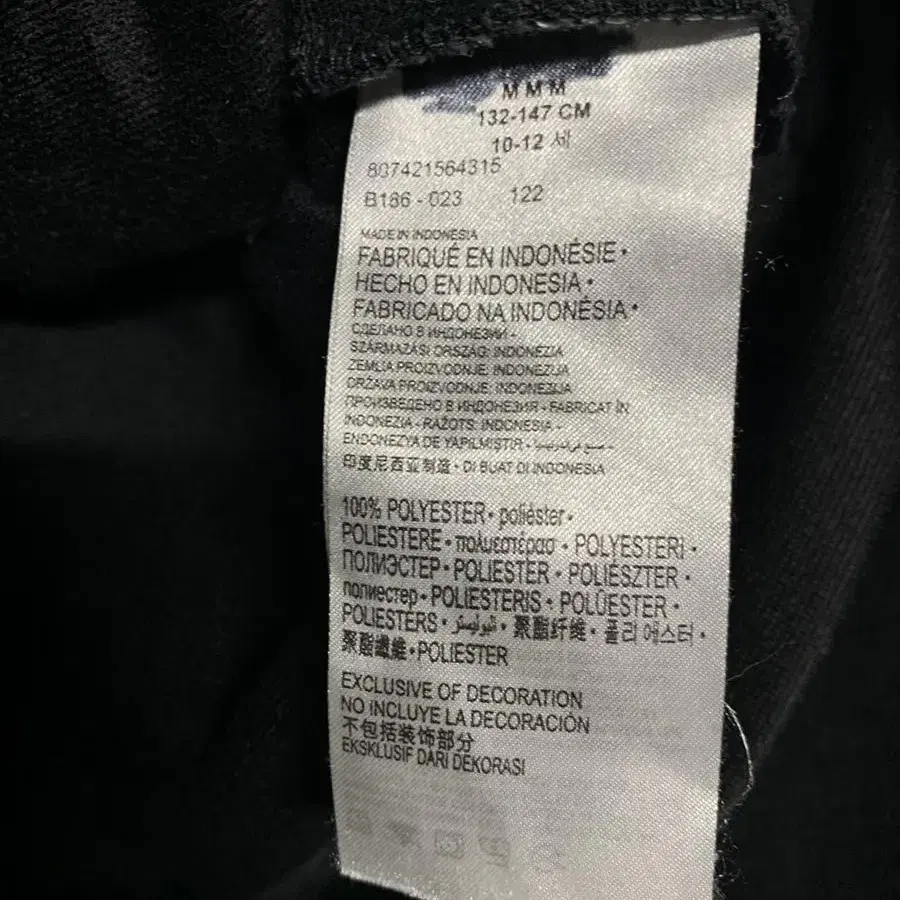 M M M
132-147 CM
10-12 세
807421564315
B186 - 023 122
MADE IN INDONESIA
FABRIQUÉ EN INDONÉSIE •
HECHO EN INDONESIA •
FABRICADO NA INDONÉSIA •
СДЕЛАНО В ИНДОНЕЗИИ -
SZÁRMAZÁSI ORSZÁG: INDONÉZIA
ZEMLJA PROIZVODNJE: INDONEZIJA
DRŽAVA PROIZVODNJE: INDONEZIJA
ПРОИЗВЕДЕНО В ИНДОНЕЗИЯ - FABRICAT ÎN
INDONEZIA - RAŽOTS: INDONESIA -
ENDONEZYA DE YAPILMISTIR -
印度尼西亚制造 • DI BUAT DI INDONESIA
100% POLYESTER • poliéster •
POLIESTERE • πολυεστέρασ • POLYESTERI •
ПОЛИЭСТЕР • POLIESTER • POLIÉSZTER •
полиестер • POLIESTERIS • POLÜESTER •
POLIESTERS • بوليستر • 聚酯纤维 • 폴리 에스터 •
聚酯纖維 • POLIESTER
EXCLUSIVE OF DECORATION
NO INCLUYE LA DECORACIÓN
不包括装饰部分
EKSKLUSIF DARI DEKORASI